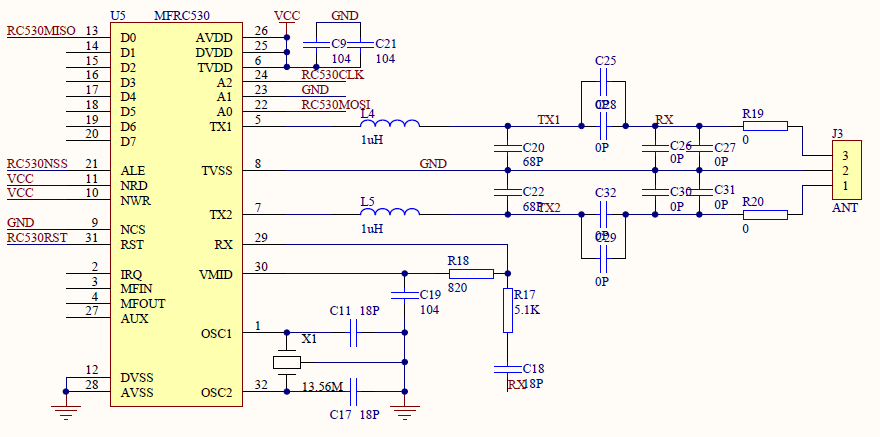 U5 MFRC530
VCC GND
RC530MISO 13 D0 AVDD 26
14 D1 DVDD 25 C9 C21
15 D2 TVDD 6 104 104
16 D3 A2 24 RC530CLK
17 D4 A1 23 GND
18 D5 A0 22 RC530MOSI
19 D6 TX1 5 L4 1uH TX1
20 D7
C25 0P
C28 0P
RX R19 0
C20 68P C26 0P C27 0P
J3
3
2
1
ANT
RC530NSS 21 ALE TVSS 8 GND
VCC 11 NRD
VCC 10 NWR
C22 68P C32 0P C30 0P C31 0P
TX2 7 L5 1uH TX2 R20 0
C29 0P
GND 9 NCS
RC530RST 31 RST RX 29
2 IRQ VMID 30 R18 820
3 MFIN
4 MFOUT
27 AUX
C19 104 R17 5.1K
C11 18P
OSC1 1 X1
C18 18P
RX
12 DVSS
28 AVSS OSC2 32 13.56M
C17 18P